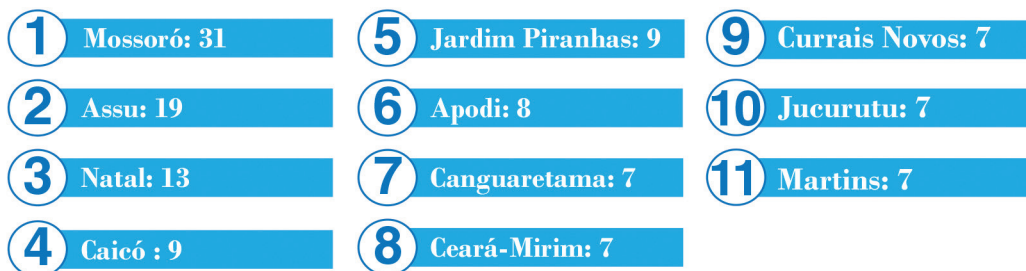 1 Mossoró: 31
2 Assu: 19
3 Natal: 13
4 Caicó : 9
5 Jardim Piranhas: 9
6 Apodi: 8
7 Canguaretama: 7
8 Ceará-Mirim: 7
9 Currais Novos: 7
10 Jucurutu: 7
11 Martins: 7